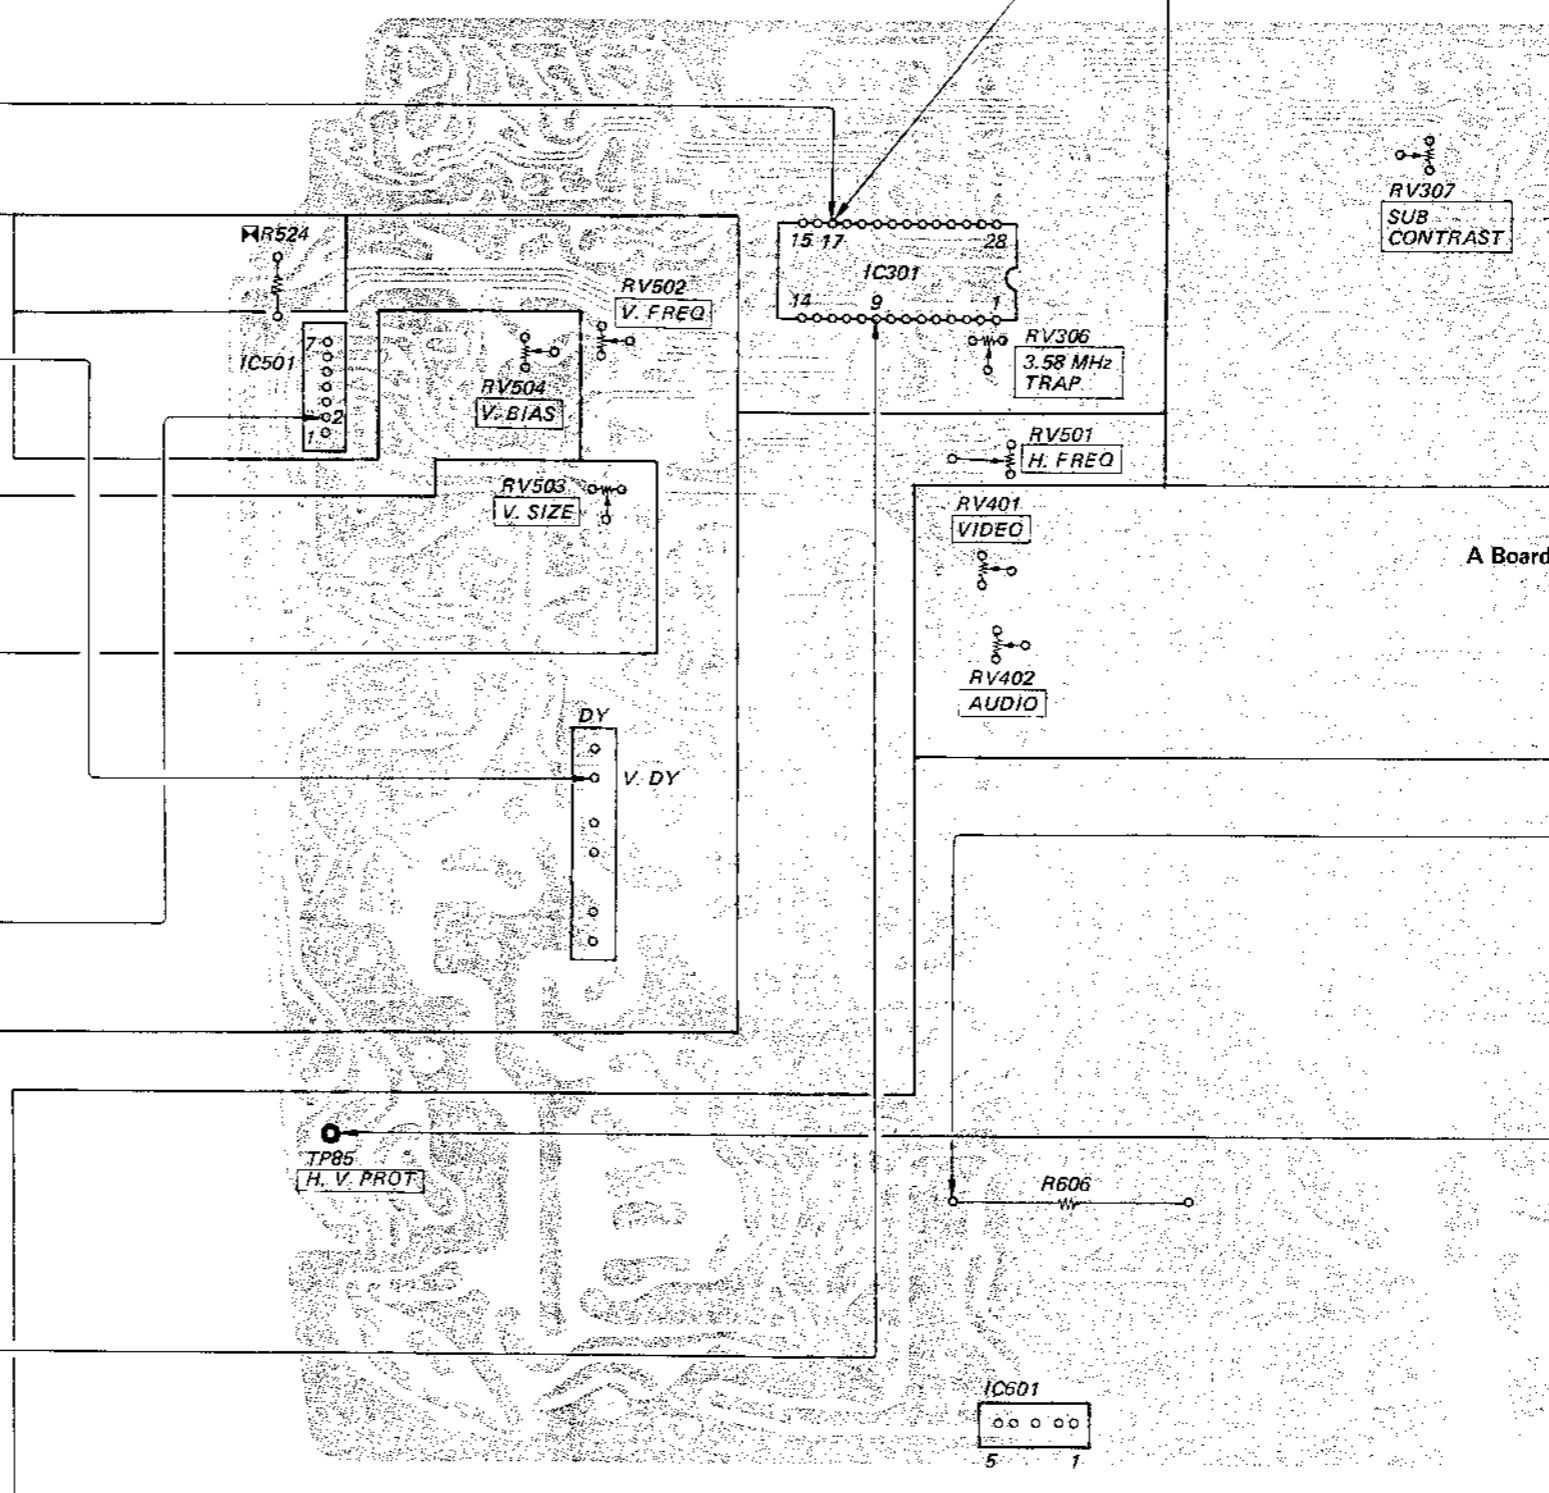 RV307
SUB
CONTRAST
R524
15 17 28
IC301
14 9 1
RV502
V. FREQ
RV306
3.58 MHz
TRAP
7
IC501
2
1
RV504
V. BIAS
RV501
H. FREQ
RV503
V. SIZE
RV401
VIDEO
A Board
RV402
AUDIO
DY
V. DY
TP85
H. V. PROT
R606
IC601
5 1